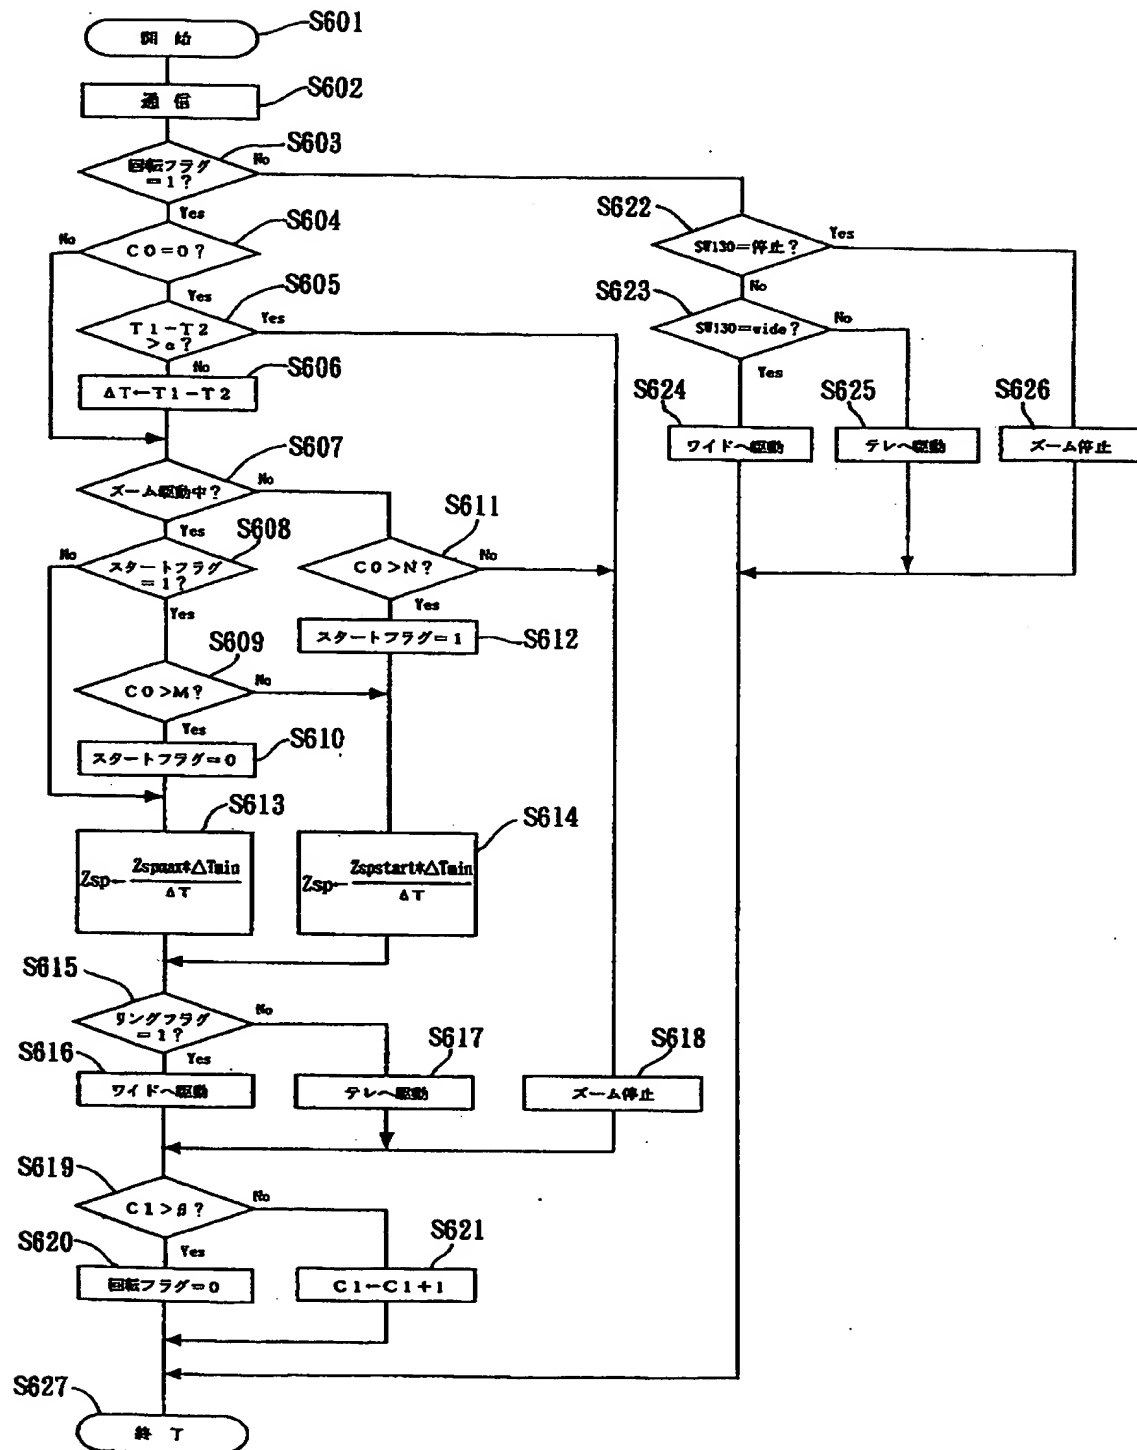 S601
開始
S602
通信
S603
回転フラグ
=1?
No
Yes
S604
C0=0?
No
Yes
S605
T1-T2
>α?
Yes
No
S606
ΔT←T1-T2
S607
ズーム駆動中?
No
Yes
S608
スタートフラグ
=1?
No
Yes
S609
C0>M?
No
Yes
S610
スタートフラグ=0
S611
C0>N?
No
Yes
S612
スタートフラグ=1
S613
Zsp← Zspmax*△Tmin
ΔT
S614
Zsp← Zspstart*△Tmin
ΔT
S615
リングフラグ
=1?
No
Yes
S616
ワイドへ駆動
S617
テレへ駆動
S618
ズーム停止
S619
C1>β?
No
Yes
S620
回転フラグ=0
S621
C1←C1+1
S622
SW130=停止?
Yes
No
S623
SW130=wide?
No
Yes
S624
ワイドへ駆動
S625
テレへ駆動
S626
ズーム停止
S627
終了